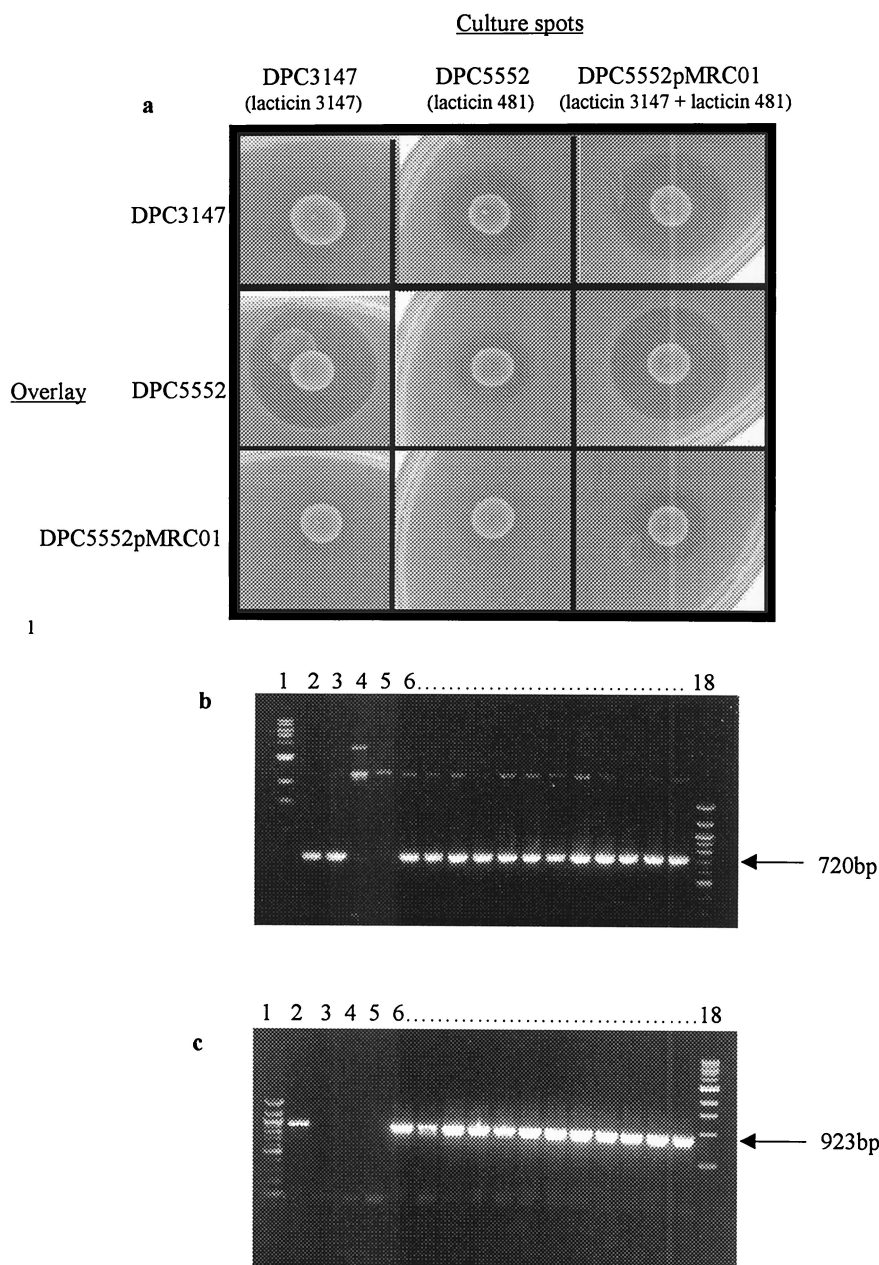 Culture spots
DPC3147 DPC5552 DPC5552pMRC01
a (lacticin 3147) (lacticin 481) (lacticin 3147 + lacticin 481)
DPC3147
Overlay DPC5552
DPC5552pMRC01
1
1 2 3 4 5 6.............................. 18
b
720bp
1 2 3 4 5 6.................................18
c
923bp